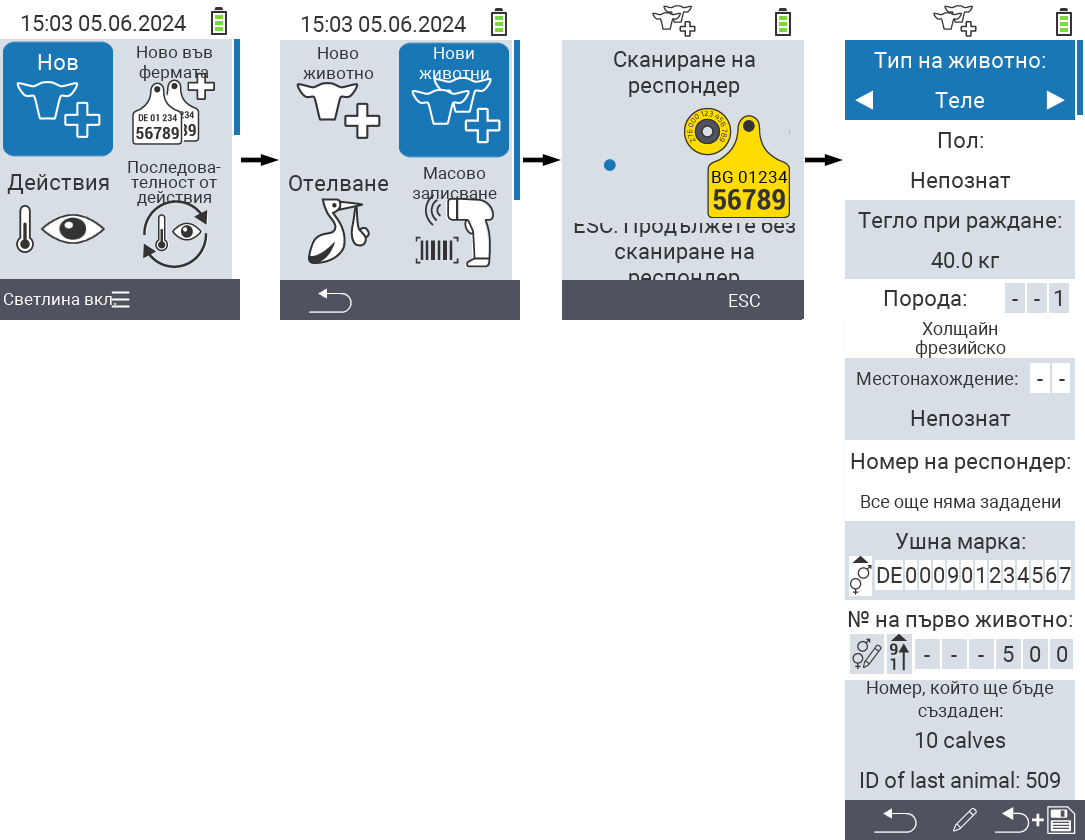 15:03 05.06.2024
Нов
Ново във
фермата
DE 01 234
234
56789
89
Действия
Последова-
телност от
действия
Светлина вкл.
15:03 05.06.2024
Ново
животно
Нови
животни
Отелване
Масово
записване
Сканиране на
респондер
276 000 123 456 789
BG 01234
56789
ESC: Продължете без
сканиране на
респондер
ESC
Тип на животно:
Теле
Пол:
Непознат
Тегло при раждане:
40.0 кг
Порода: - - 1
Холщайн
фрезийско
Местонахождение: - -
Непознат
Номер на респондер:
Все още няма зададени
Ушна марка:
DE000901234567
№ на първо животно:
9
1
- - - 5 0 0
Номер, който ще бъде
създаден:
10 calves
ID of last animal: 509